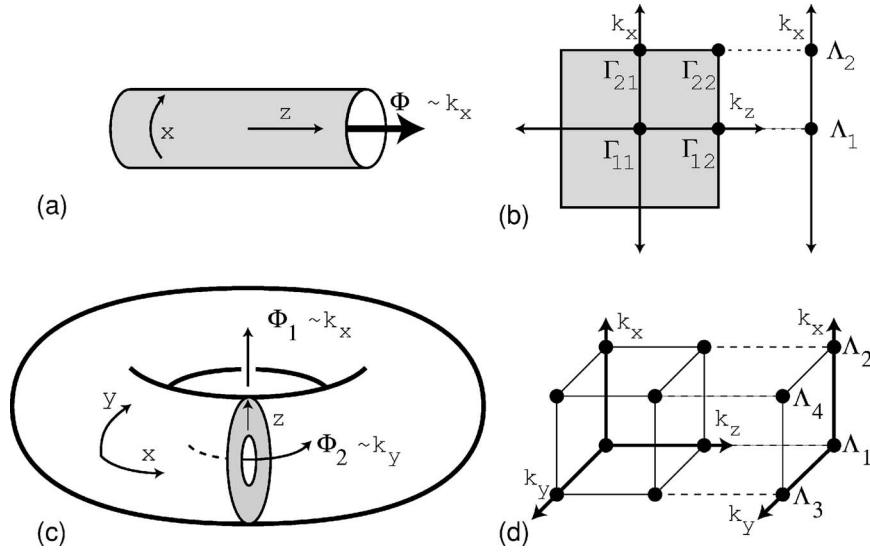 (a)
x
z
Φ ~ kx
(b)
kx
kz
Γ21
Γ22
Γ11
Γ12
kx
Λ2
Λ1
(c)
Φ1 ~kx
y
x
z
Φ2 ~ky
(d)
kx
kz
ky
kx
Λ2
Λ4
Λ1
Λ3
ky